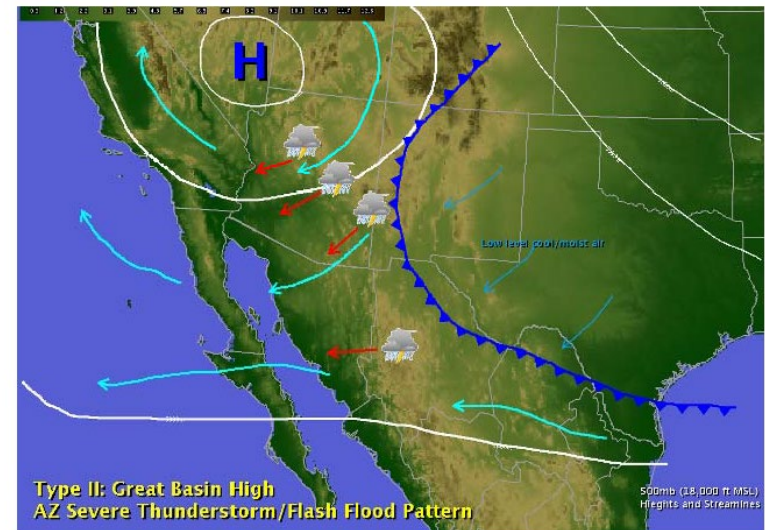 H
Low level cool/moist air
Type II: Great Basin High
AZ Severe Thunderstorm/Flash Flood Pattern
500mb (18,000 ft MSL)
Hieghts and Streamlines